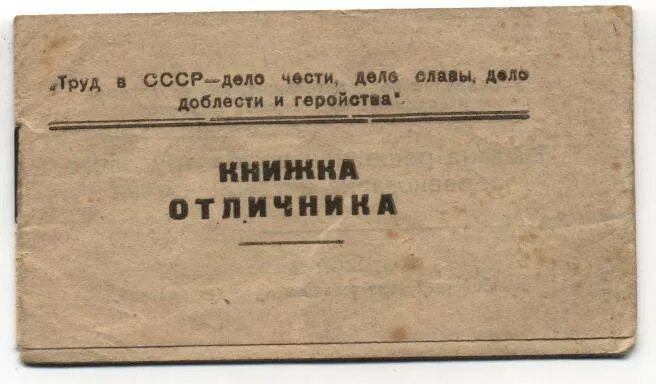 „Труд в СССР—дело чести, дело славы, дело
доблести и геройства".
КНИЖКА
ОТЛИЧНИКА